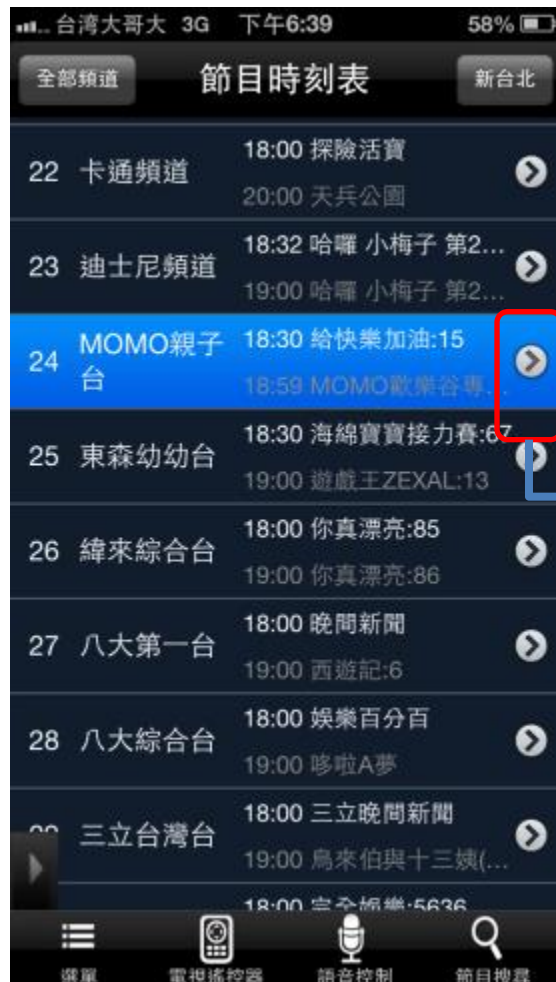 台湾大哥大 3G 下午6:39 58%
全部頻道 節目時刻表 新台北
22 卡通頻道
18:00 探險活寶
20:00 天兵公園
23 迪士尼頻道
18:32 哈囉 小梅子 第2...
19:00 哈囉 小梅子 第2...
24 MOMO親子
台
18:30 給快樂加油:15
18:59 MOMO歡樂谷專...
25 東森幼幼台
18:30 海綿寶寶接力賽:67
19:00 遊戲王ZEXAL:13
26 緯來綜合台
18:00 你真漂亮:85
19:00 你真漂亮:86
27 八大第一台
18:00 晚間新聞
19:00 西遊記:6
28 八大綜合台
18:00 娛樂百分百
19:00 哆啦A夢
三立台灣台
18:00 三立晚間新聞
19:00 鳥來伯與十三姨(...
18:00 完全娛樂:5636
選單 電視遙控器 語音控制 節目搜尋